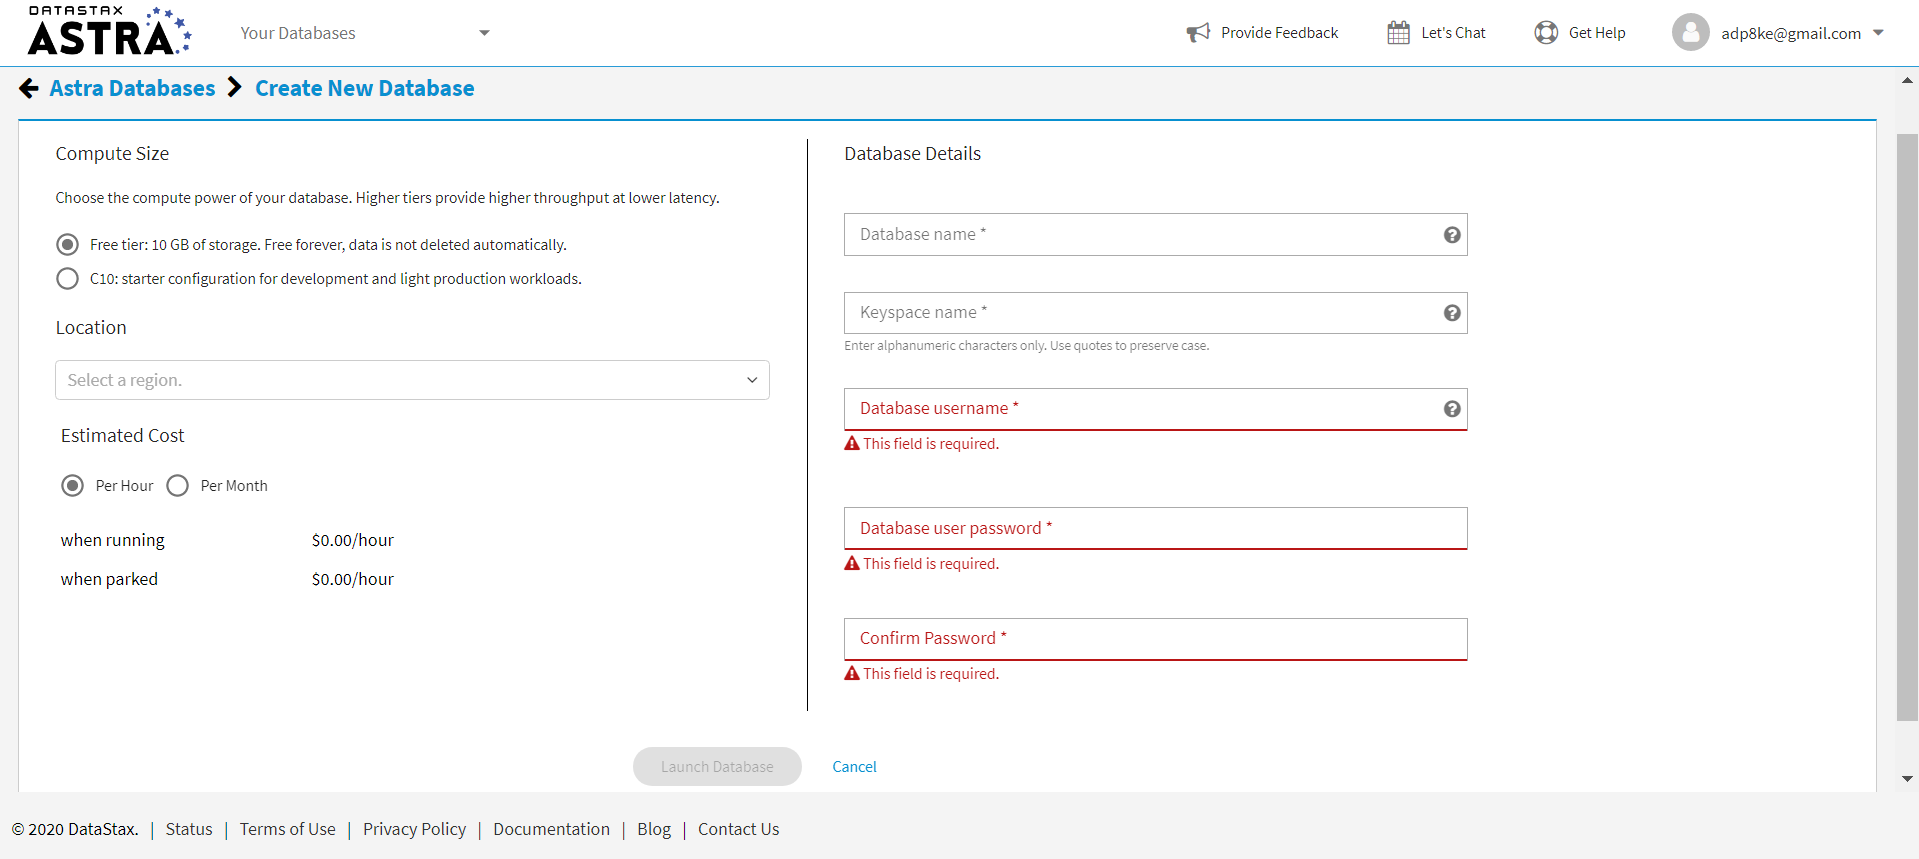 DATASTAX
ASTRA
Your Databases
Provide Feedback
Let's Chat
Get Help
adp8ke@gmail.com
Astra Databases
Create New Database
Compute Size
Choose the compute power of your database. Higher tiers provide higher throughput at lower latency.
Free tier: 10 GB of storage. Free forever, data is not deleted automatically.
C10: starter configuration for development and light production workloads.
Location
Select a region.
Estimated Cost
Per Hour
Per Month
when running $0.00/hour
when parked $0.00/hour
Database Details
Database name *
Keyspace name *
Enter alphanumeric characters only. Use quotes to preserve case.
Database username *
This field is required.
Database user password *
This field is required.
Confirm Password *
This field is required.
Launch Database
Cancel
© 2020 DataStax. | Status | Terms of Use | Privacy Policy | Documentation | Blog | Contact Us